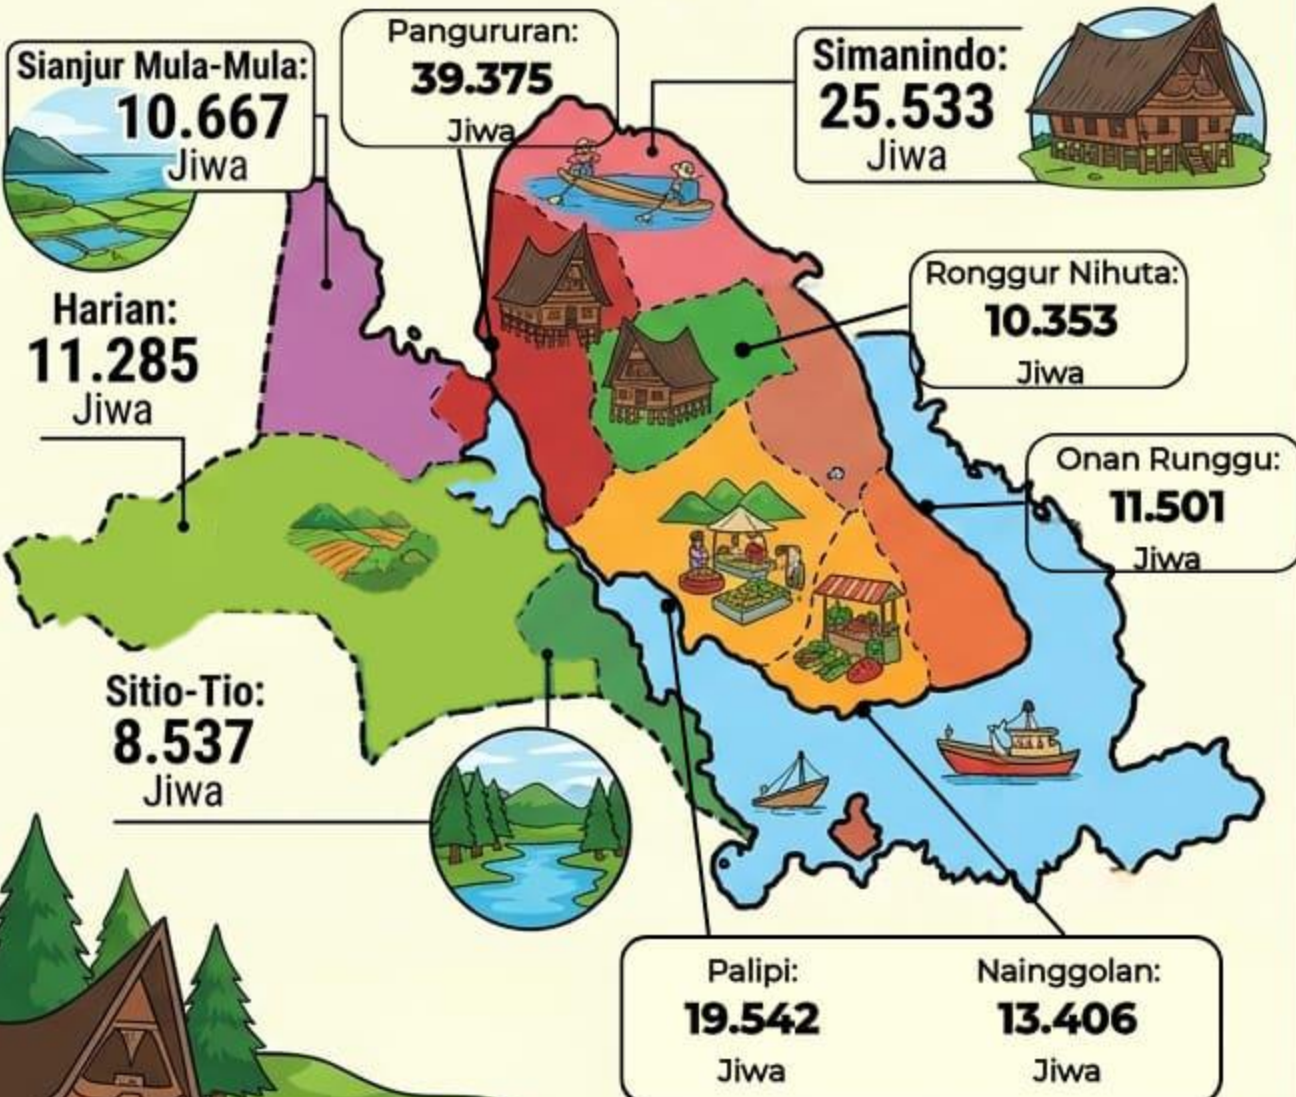 Pangururan:
39.375
Jiwa
Sianjur Mula-Mula:
10.667
Jiwa
Simanindo:
25.533
Jiwa
Harian:
11.285
Jiwa
Ronggur Nihuta:
10.353
Jiwa
Onan Runggu:
11.501
Jiwa
Sitio-Tio:
8.537
Jiwa
Palipi:
19.542
Jiwa
Nainggolan:
13.406
Jiwa